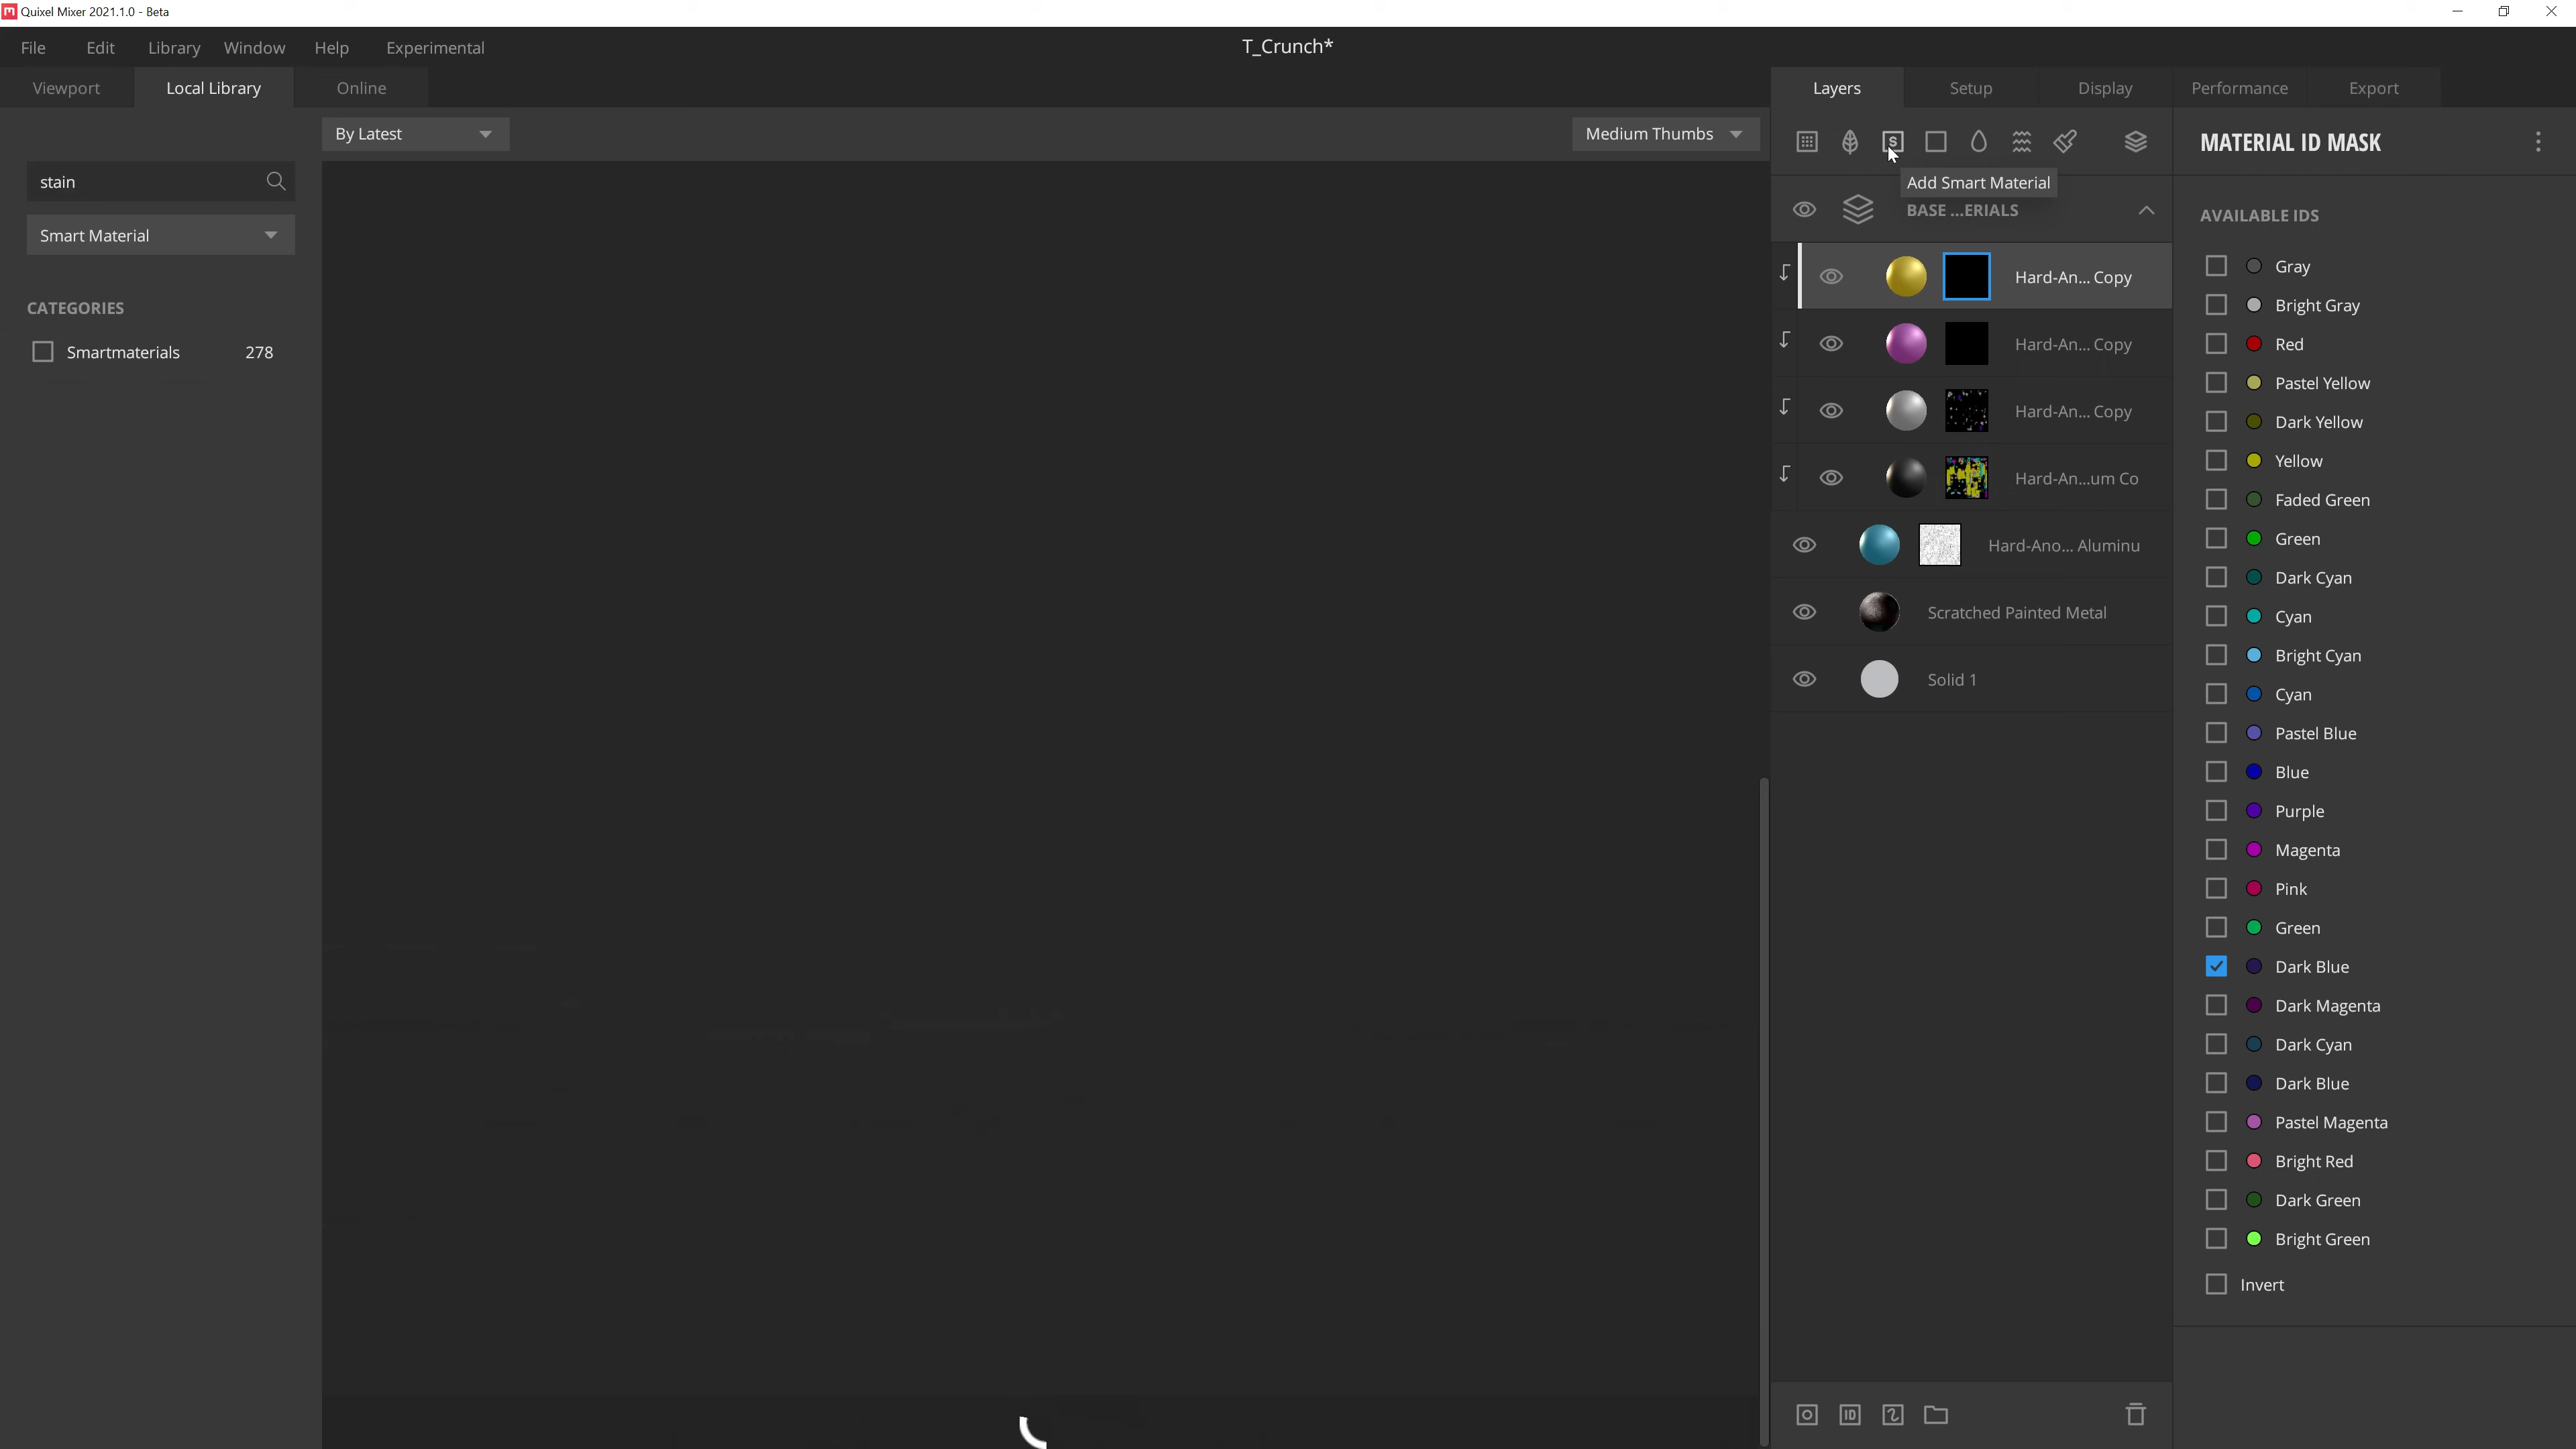 Quixel Mixer 2021.1.0 - Beta
File Edit Library Window Help Experimental
T_Crunch*
Viewport Local Library Online
Layers Setup Display Performance Export
By Latest
Medium Thumbs
MATERIAL ID MASK
stain
Add Smart Material
Smart Material
BASE ...ERIALS
AVAILABLE IDS
CATEGORIES
Smartmaterials 278
Hard-An... Copy
Hard-An... Copy
Hard-An... Copy
Hard-An...um Co
Hard-Ano... Aluminu
Scratched Painted Metal
Solid 1
Gray
Bright Gray
Red
Pastel Yellow
Dark Yellow
Yellow
Faded Green
Green
Dark Cyan
Cyan
Bright Cyan
Cyan
Pastel Blue
Blue
Purple
Magenta
Pink
Green
Dark Blue
Dark Magenta
Dark Cyan
Dark Blue
Pastel Magenta
Bright Red
Dark Green
Bright Green
Invert